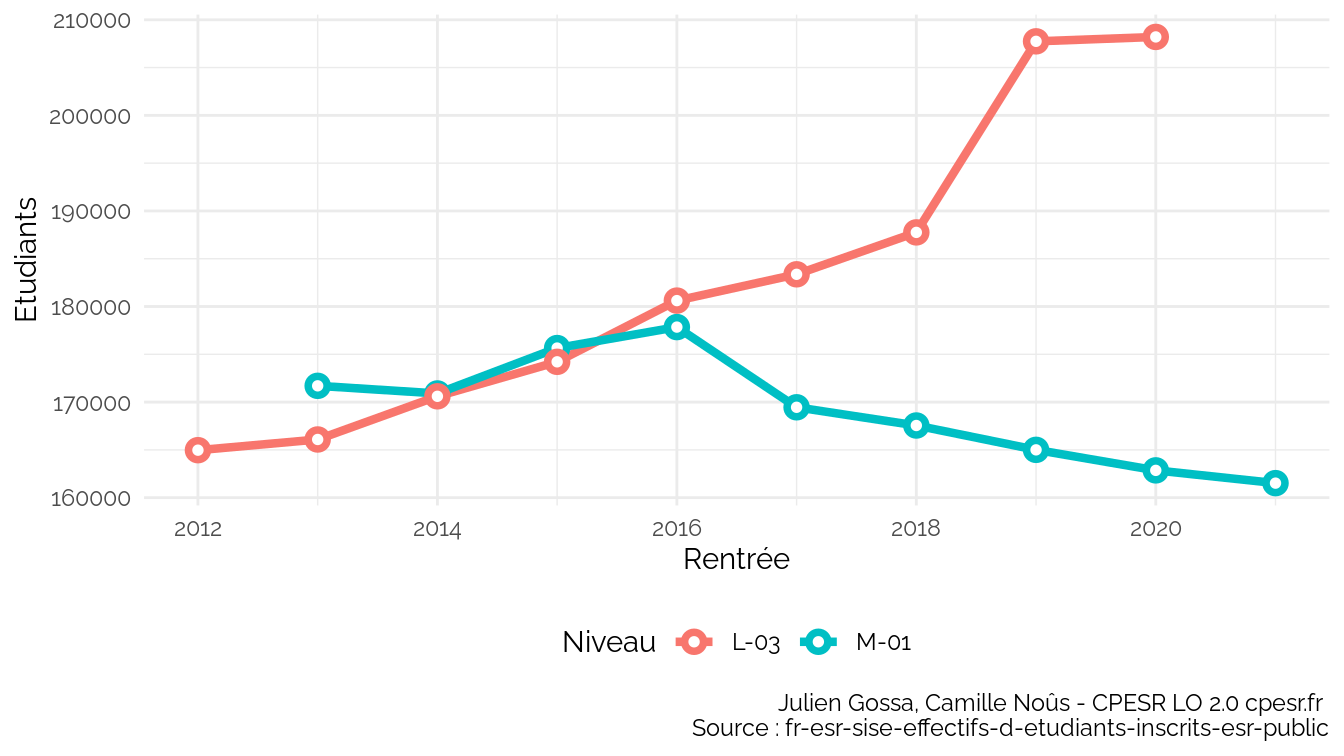 210000
200000
190000
180000
170000
160000
Etudiants
2012 2014 2016 2018 2020
Rentrée
Niveau L-03 M-01
Julien Gossa, Camille Noûs - CPESR LO 2.0 cpesr.fr
Source : fr-esr-sise-effectifs-d-etudiants-inscrits-esr-public